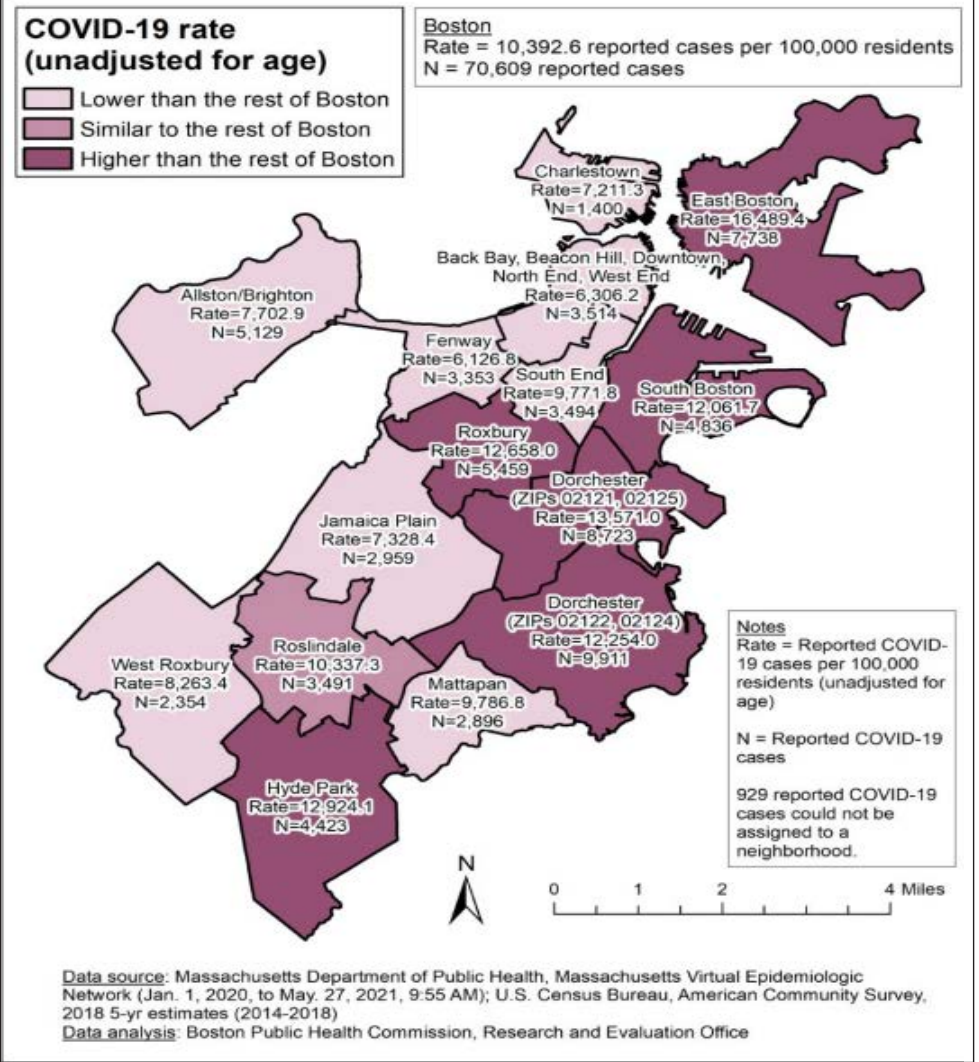 COVID-19 rate
(unadjusted for age)
Lower than the rest of Boston
Similar to the rest of Boston
Higher than the rest of Boston
Boston
Rate = 10,392.6 reported cases per 100,000 residents
N = 70,609 reported cases
Charlestown
Rate=7,211.3
N=1,400
East Boston
Rate=16,489.4
N=7,738
Back Bay, Beacon Hill, Downtown,
North End, West End
Rate=6,306.2
N=3,514
Allston/Brighton
Rate=7,702.9
N=5,129
Fenway
Rate=6,126.8
N=3,353
South End
Rate=9,771.8
N=3,494
South Boston
Rate=12,061.7
N=4,836
Roxbury
Rate=12,658.0
N=5,459
Dorchester
(ZIPs 02121, 02125)
Rate=13,571.0
N=8,723
Jamaica Plain
Rate=7,328.4
N=2,959
Dorchester
(ZIPs 02122, 02124)
Rate=12,254.0
N=9,911
Roslindale
Rate=10,337.3
N=3,491
West Roxbury
Rate=8,263.4
N=2,354
Mattapan
Rate=9,786.8
N=2,896
Hyde Park
Rate=12,924.1
N=4,423
Notes
Rate = Reported COVID-
19 cases per 100,000
residents (unadjusted for
age)
N = Reported COVID-19
cases
929 reported COVID-19
cases could not be
assigned to a
neighborhood.
N
0 1 2 4 Miles
Data source: Massachusetts Department of Public Health, Massachusetts Virtual Epidemiologic
Network (Jan. 1, 2020, to May. 27, 2021, 9:55 AM); U.S. Census Bureau, American Community Survey,
2018 5-yr estimates (2014-2018)
Data analysis: Boston Public Health Commission, Research and Evaluation Office